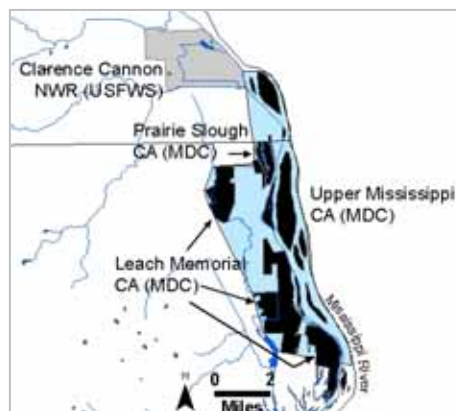 Clarence Cannon
NWR (USFWS)
Prairie Slough
CA (MDC)
Upper Mississippi
CA (MDC)
Leach Memorial
CA (MDC)
Mississippi River
N
0 2
Miles